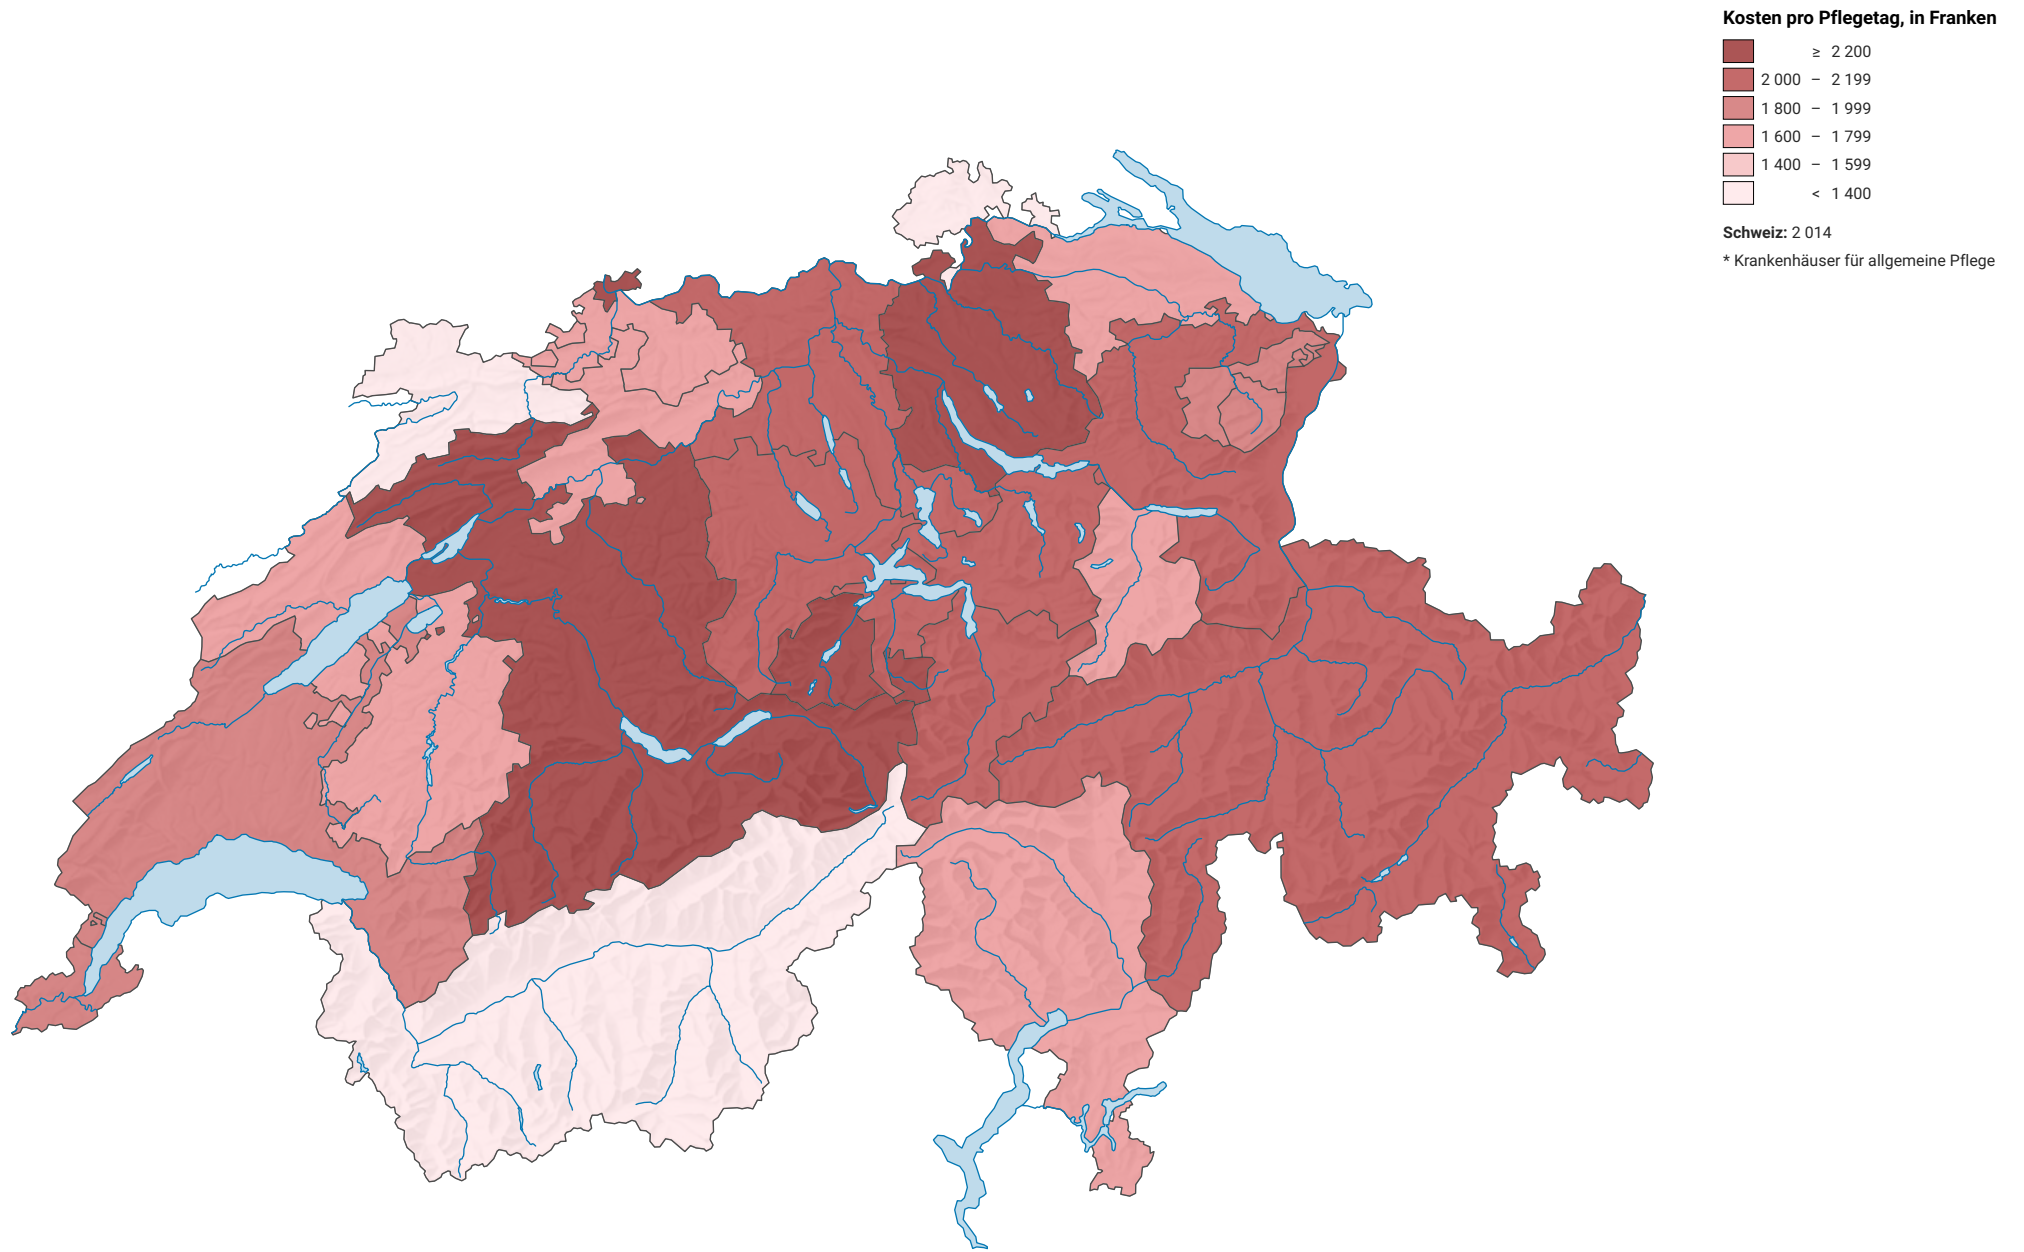 Kosten pro Pflegetag, in Franken
≥ 2 200
2 000 – 2 199
1 800 – 1 999
1 600 – 1 799
1 400 – 1 599
< 1 400
Schweiz: 2 014
* Krankenhäuser für allgemeine Pflege